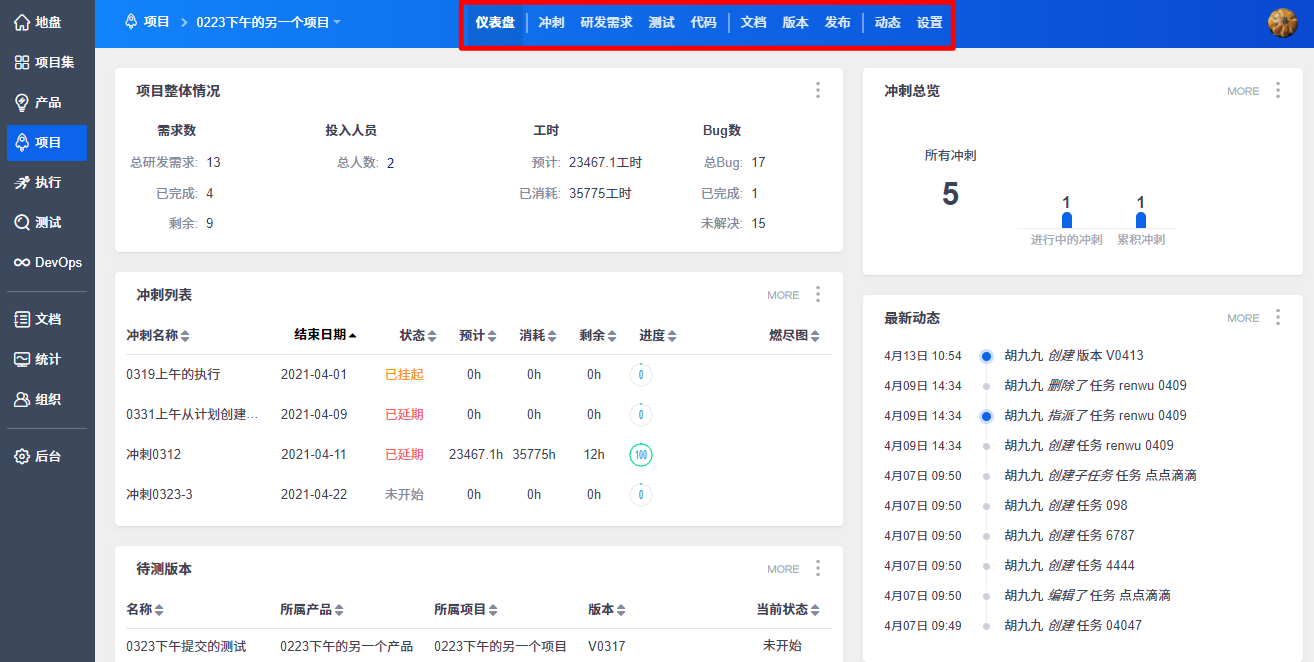 地盘
项目集
产品
项目
执行
测试
DevOps
文档
统计
组织
后台
项目 0223下午的另一个项目
仪表盘 冲刺 研发需求 测试 代码 文档 版本 发布 动态 设置
项目整体情况
需求数 投入人员 工时 Bug数
总研发需求: 13 总人数: 2 预计: 23467.1工时 总Bug: 17
已完成: 4 已消耗: 35775工时 已完成: 1
剩余: 9 未解决: 15
冲刺总览 MORE
所有冲刺
5
1 1
进行中的冲刺 累积冲刺
冲刺列表 MORE
冲刺名称 结束日期 状态 预计 消耗 剩余 进度 燃尽图
0319上午的执行 2021-04-01 已挂起 0h 0h 0h 0
0331上午从计划创建... 2021-04-09 已延期 0h 0h 0h 0
冲刺0312 2021-04-11 已延期 23467.1h 35775h 12h 100
冲刺0323-3 2021-04-22 未开始 0h 0h 0h 0
最新动态 MORE
4月13日 10:54 胡九九 创建 版本 V0413
4月09日 14:34 胡九九 删除了 任务 renwu 0409
4月09日 14:34 胡九九 指派了 任务 renwu 0409
4月09日 14:34 胡九九 创建 任务 renwu 0409
4月07日 09:50 胡九九 创建子任务 任务 点点滴滴
4月07日 09:50 胡九九 创建 任务 098
4月07日 09:50 胡九九 创建 任务 6787
4月07日 09:50 胡九九 创建 任务 4444
4月07日 09:50 胡九九 编辑了 任务 点点滴滴
4月07日 09:49 胡九九 创建 任务 04047
待测版本 MORE
名称 所属产品 所属项目 版本 当前状态
0323下午提交的测试 0223下午的另一个产品 0223下午的另一个项目 V0317 未开始